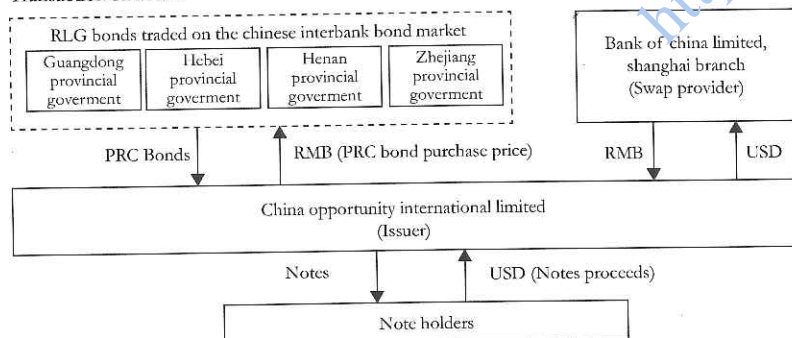 RLG bonds traded on the chinese interbank bond market
Guangdong
provincial
goverment
Hebei
provincial
goverment
Henan
provincial
goverment
Zhejiang
provincial
goverment
Bank of china limited,
shanghai branch
(Swap provider)
PRC Bonds
RMB (PRC bond purchase price)
RMB
USD
China opportunity international limited
(Issuer)
Notes
USD (Notes proceeds)
Note holders